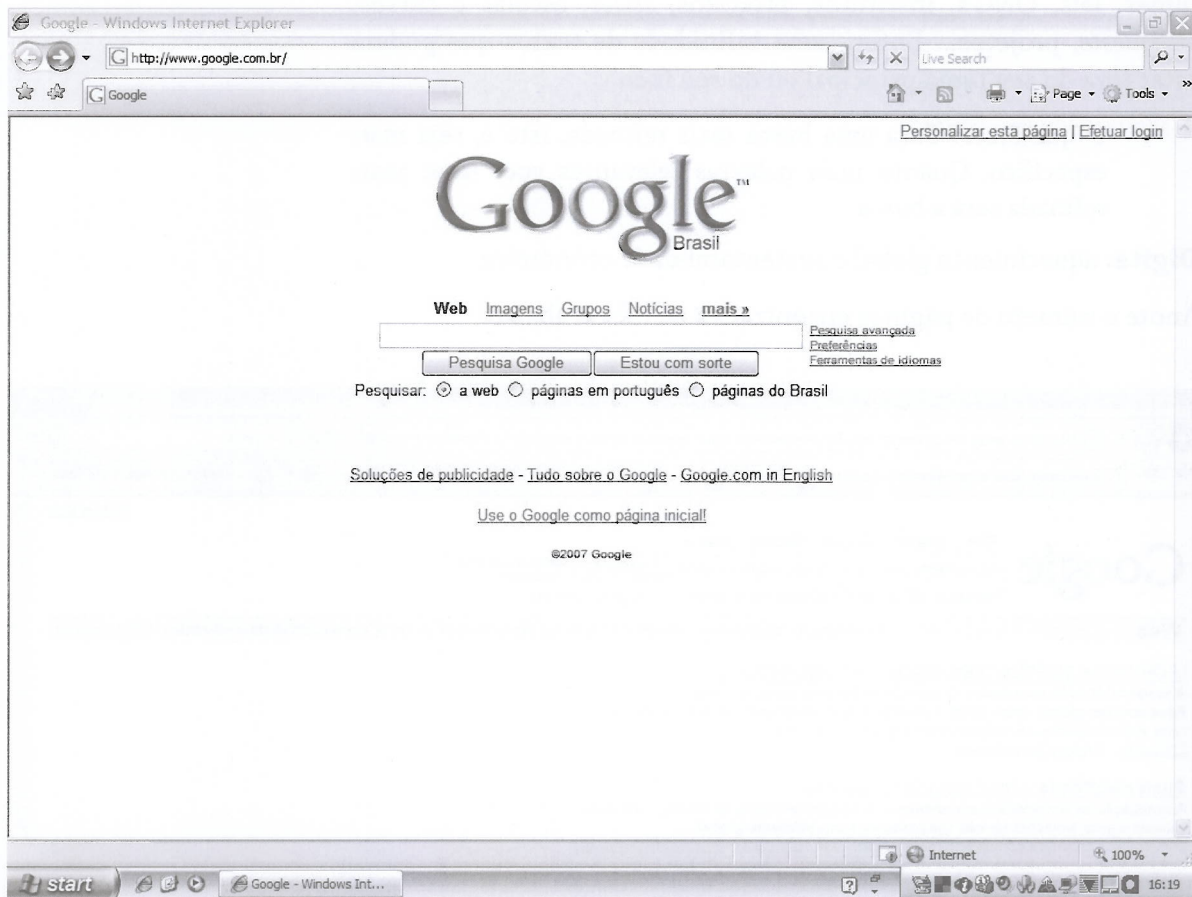 Google - Windows Internet Explorer
http://www.google.com.br/
Live Search
Google
Page
Tools
Personalizar esta página | Efetuar login
Google™
Brasil
Web Imagens Grupos Notícias mais »
Pesquisa avançada
Preferências
Ferramentas de idiomas
Pesquisa Google Estou com sorte
Pesquisar: a web páginas em português páginas do Brasil
Soluções de publicidade - Tudo sobre o Google - Google.com in English
Use o Google como página inicial!
©2007 Google
Internet 100%
start Google - Windows Int... 16:19